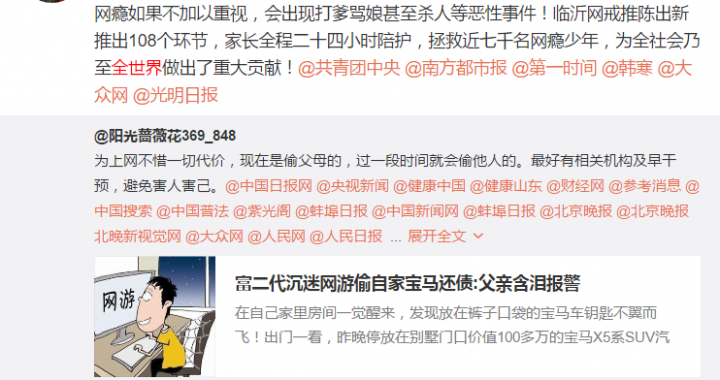 网瘾如果不加以重视，会出现打爹骂娘甚至杀人等恶性事件！临沂网戒推陈出新
推出108个环节，家长全程二十四小时陪护，拯救近七千名网瘾少年，为全社会乃
至全世界做出了重大贡献！@共青团中央 @南方都市报 @第一时间 @韩寒 @大
众网 @光明日报
@阳光蔷薇花369_848
为上网不惜一切代价，现在是偷父母的，过一段时间就会偷他人的。最好有相关机构及早干
预，避免害人害己。@中国日报网 @央视新闻 @健康中国 @健康山东 @财经网 @参考消息 @
中国搜索 @中国普法 @紫光阁 @蚌埠日报 @中国新闻网 @蚌埠日报 @北京晚报 @北京晚报
北晚新视觉网 @大众网 @人民网 @人民日报 ... 展开全文
网游
富二代沉迷网游偷自家宝马还债:父亲含泪报警
在自己家里房间一觉醒来，发现放在裤子口袋的宝马车钥匙不翼而
飞！出门一看，昨晚停放在别墅门口价值100多万的宝马X5系SUV汽